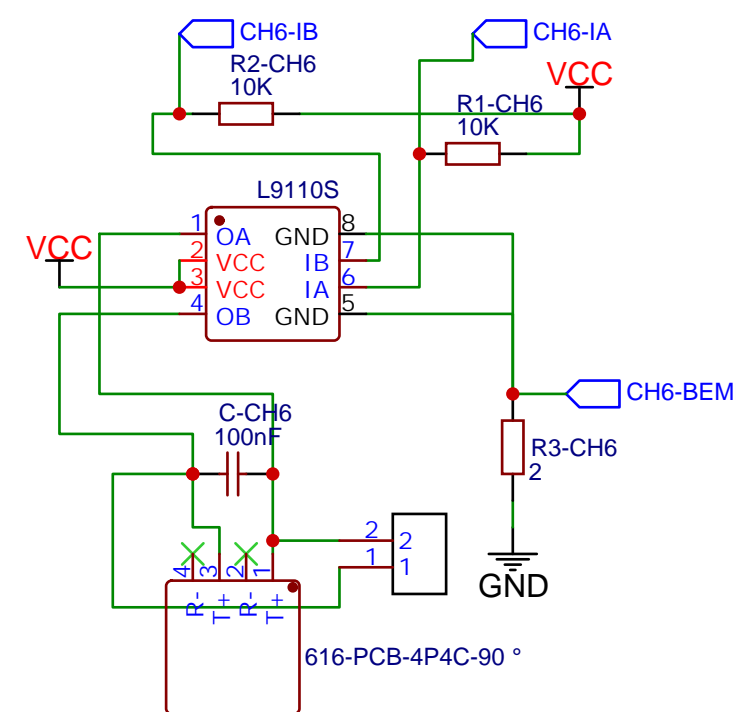 CH6-IB
CH6-IA
R2-CH6
10K
VCC
R1-CH6
10K
L9110S
VCC
1 OA GND 8
2 VCC IB 7
3 VCC IA 6
4 OB GND 5
CH6-BEM
C-CH6
100nF
R3-CH6
2
2 2
1 1
4 3 2 1
R- T+ R- T+
GND
616-PCB-4P4C-90 °